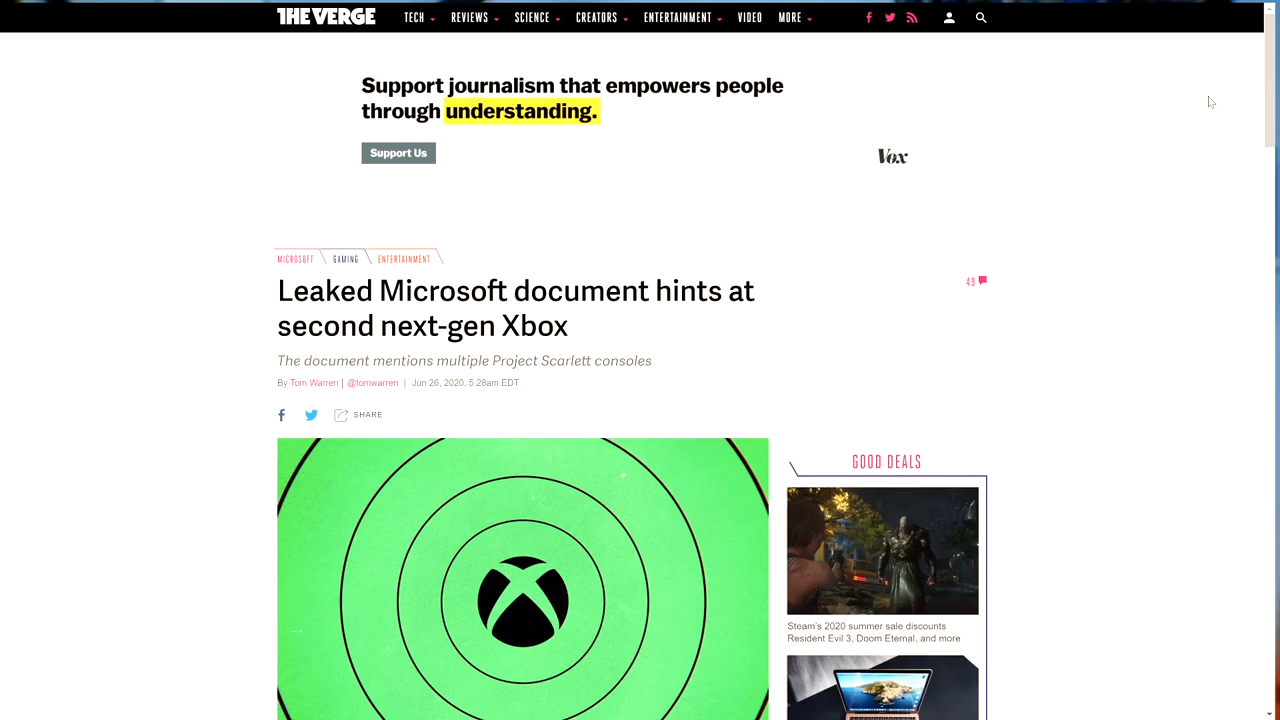 THE VERGE
TECH
REVIEWS
SCIENCE
CREATORS
ENTERTAINMENT
VIDEO
MORE
Support journalism that empowers people
through understanding.
Support Us
Vox
MICROSOFT
GAMING
ENTERTAINMENT
Leaked Microsoft document hints at
second next-gen Xbox
49
The document mentions multiple Project Scarlett consoles
By Tom Warren | @tomwarren | Jun 26, 2020, 5:28am EDT
SHARE
GOOD DEALS
Steam's 2020 summer sale discounts
Resident Evil 3, Doom Eternal, and more